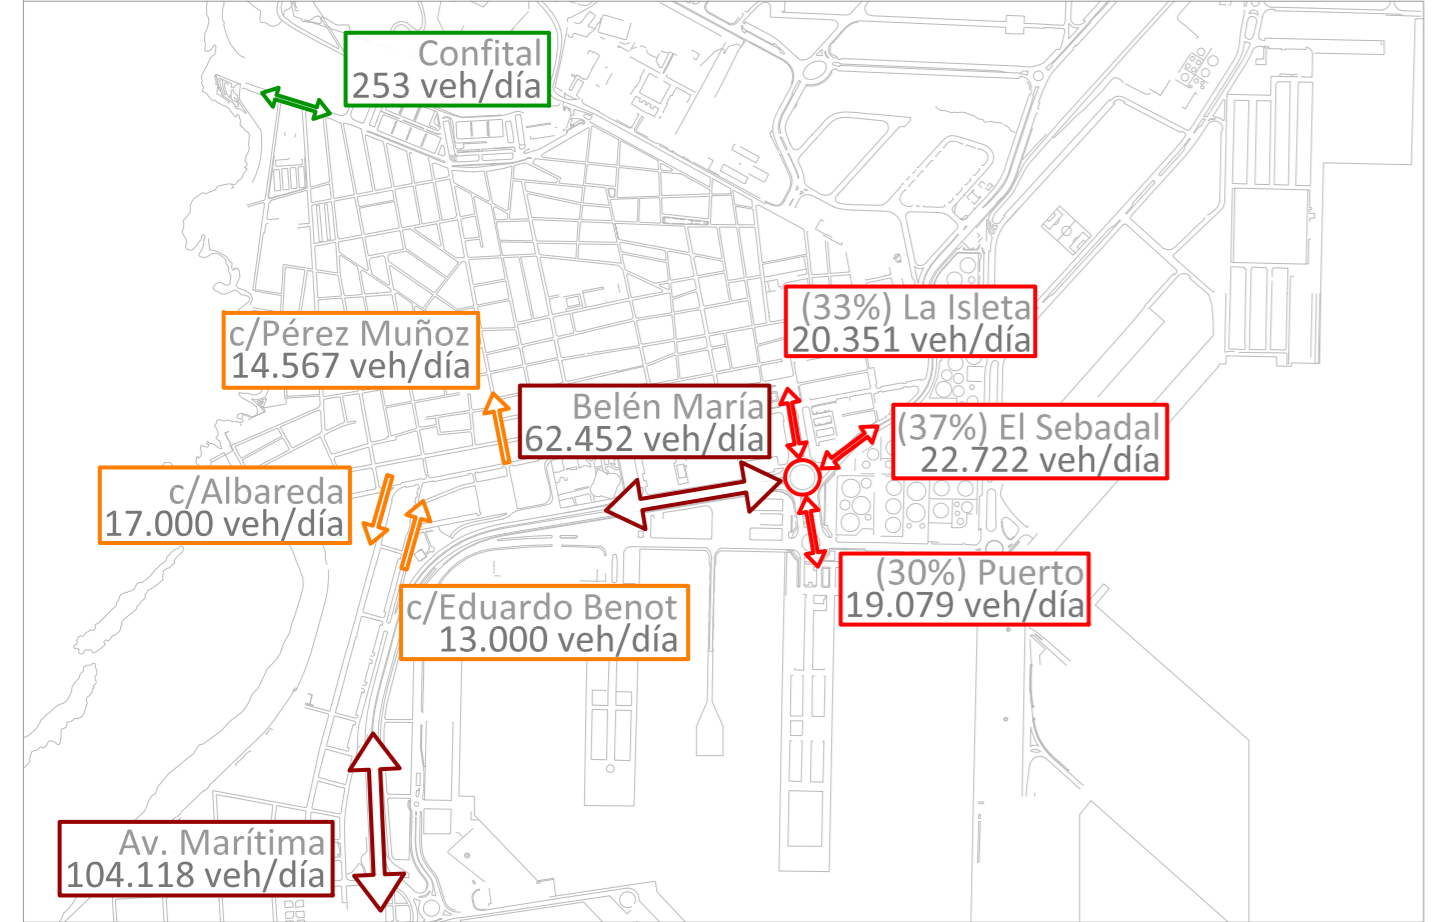 Confital
253 veh/día
(33%) La Isleta
20.351 veh/día
c/Pérez Muñoz
14.567 veh/día
Belén María
62.452 veh/día
(37%) El Sebadal
22.722 veh/día
c/Albareda
17.000 veh/día
(30%) Puerto
19.079 veh/día
c/Eduardo Benot
13.000 veh/día
Av. Marítima
104.118 veh/día